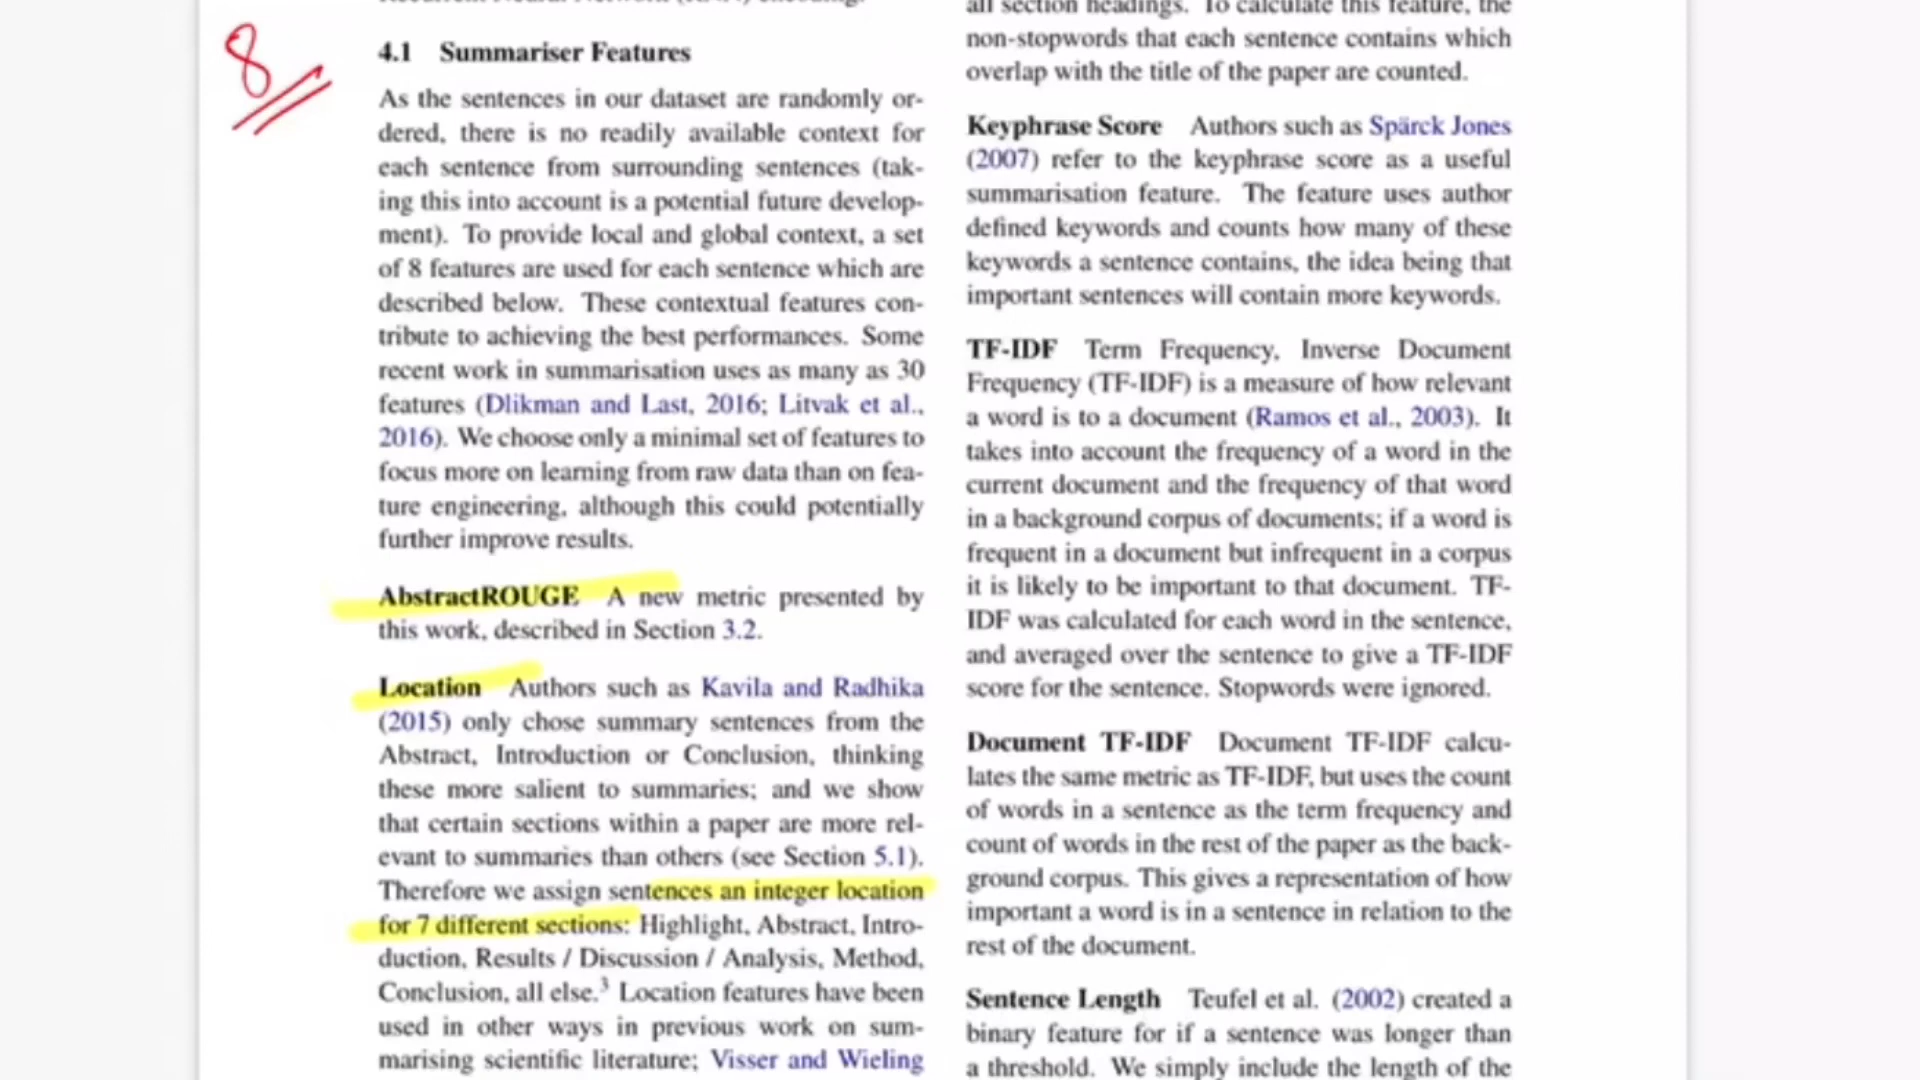 8
4.1 Summariser Features
As the sentences in our dataset are randomly or-
dered, there is no readily available context for
each sentence from surrounding sentences (tak-
ing this into account is a potential future develop-
ment). To provide local and global context, a set
of 8 features are used for each sentence which are
described below. These contextual features con-
tribute to achieving the best performances. Some
recent work in summarisation uses as many as 30
features (Dlikman and Last, 2016; Litvak et al.,
2016). We choose only a minimal set of features to
focus more on learning from raw data than on fea-
ture engineering, although this could potentially
further improve results.
AbstractROUGE A new metric presented by
this work, described in Section 3.2.
Location Authors such as Kavila and Radhika
(2015) only chose summary sentences from the
Abstract, Introduction or Conclusion, thinking
these more salient to summaries; and we show
that certain sections within a paper are more rel-
evant to summaries than others (see Section 5.1).
Therefore we assign sentences an integer location
for 7 different sections: Highlight, Abstract, Intro-
duction, Results / Discussion / Analysis, Method,
Conclusion, all else.3 Location features have been
used in other ways in previous work on sum-
marising scientific literature; Visser and Wieling
all section headings. To calculate this feature, the
non-stopwords that each sentence contains which
overlap with the title of the paper are counted.
Keyphrase Score Authors such as Spärck Jones
(2007) refer to the keyphrase score as a useful
summarisation feature. The feature uses author
defined keywords and counts how many of these
keywords a sentence contains, the idea being that
important sentences will contain more keywords.
TF-IDF Term Frequency, Inverse Document
Frequency (TF-IDF) is a measure of how relevant
a word is to a document (Ramos et al., 2003). It
takes into account the frequency of a word in the
current document and the frequency of that word
in a background corpus of documents; if a word is
frequent in a document but infrequent in a corpus
it is likely to be important to that document. TF-
IDF was calculated for each word in the sentence,
and averaged over the sentence to give a TF-IDF
score for the sentence. Stopwords were ignored.
Document TF-IDF Document TF-IDF calcu-
lates the same metric as TF-IDF, but uses the count
of words in a sentence as the term frequency and
count of words in the rest of the paper as the back-
ground corpus. This gives a representation of how
important a word is in a sentence in relation to the
rest of the document.
Sentence Length Teufel et al. (2002) created a
binary feature for if a sentence was longer than
a threshold. We simply include the length of the